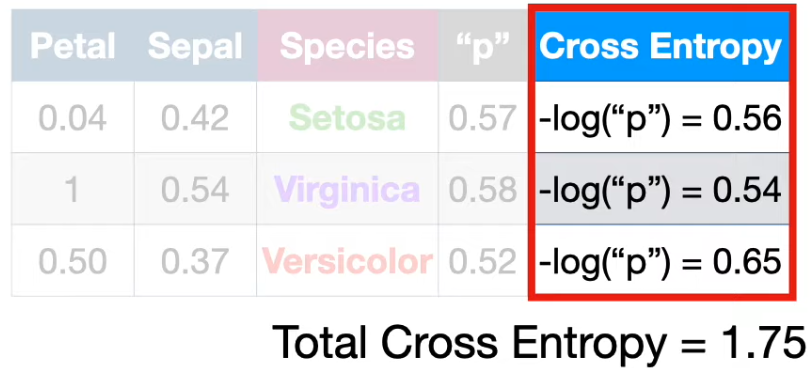 Petal Sepal Species “p” Cross Entropy
0.04 0.42 Setosa 0.57 -log(“p”) = 0.56
1 0.54 Virginica 0.58 -log(“p”) = 0.54
0.50 0.37 Versicolor 0.52 -log(“p”) = 0.65
Total Cross Entropy = 1.75